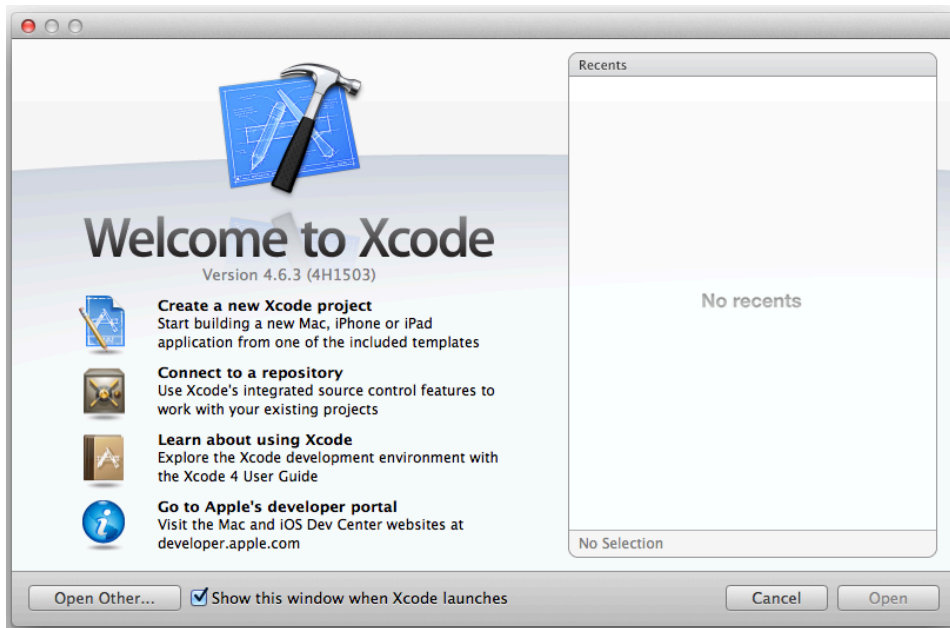 Recents
Welcome to Xcode
Version 4.6.3 (4H1503)
Create a new Xcode project
Start building a new Mac, iPhone or iPad
application from one of the included templates
Connect to a repository
Use Xcode's integrated source control features to
work with your existing projects
Learn about using Xcode
Explore the Xcode development environment with
the Xcode 4 User Guide
Go to Apple's developer portal
Visit the Mac and iOS Dev Center websites at
developer.apple.com
No recents
No Selection
Open Other...
Show this window when Xcode launches
Cancel
Open